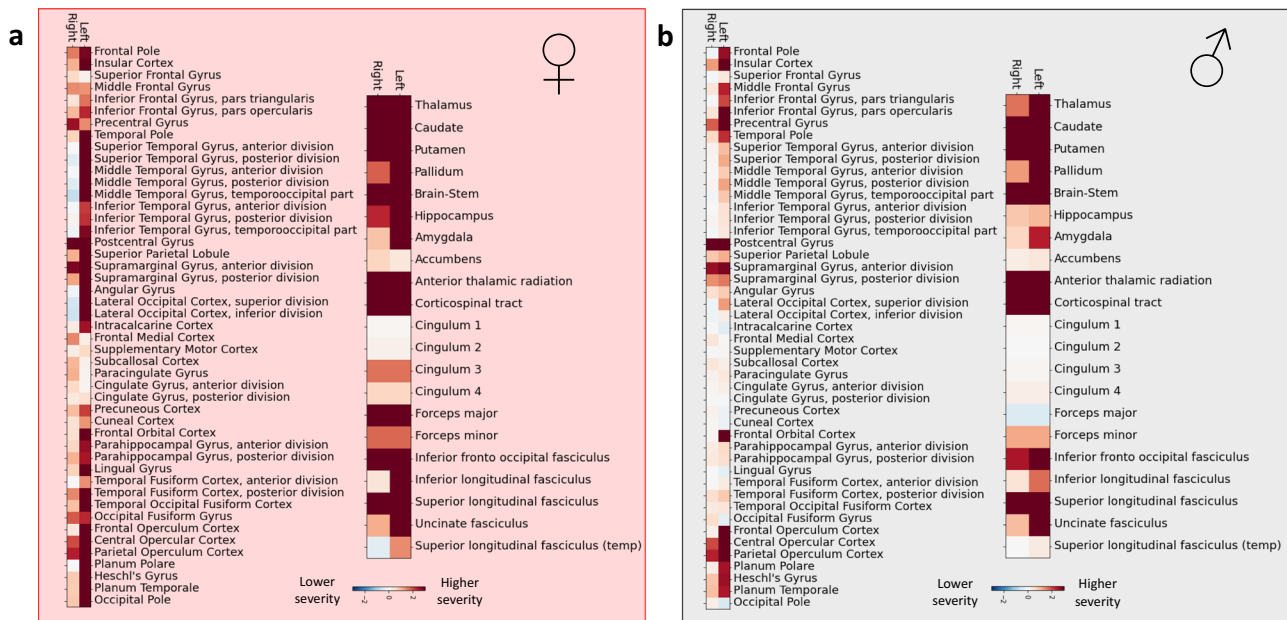 a
Right
Left
Frontal Pole
Insular Cortex
Superior Frontal Gyrus
Middle Frontal Gyrus
Inferior Frontal Gyrus, pars triangularis
Inferior Frontal Gyrus, pars opercularis
Precentral Gyrus
Temporal Pole
Superior Temporal Gyrus, anterior division
Superior Temporal Gyrus, posterior division
Middle Temporal Gyrus, anterior division
Middle Temporal Gyrus, posterior division
Middle Temporal Gyrus, temporooccipital part
Inferior Temporal Gyrus, anterior division
Inferior Temporal Gyrus, posterior division
Inferior Temporal Gyrus, temporooccipital part
Postcentral Gyrus
Superior Parietal Lobule
Supramarginal Gyrus, anterior division
Supramarginal Gyrus, posterior division
Angular Gyrus
Lateral Occipital Cortex, superior division
Lateral Occipital Cortex, inferior division
Intracalcarine Cortex
Frontal Medial Cortex
Supplementary Motor Cortex
Subcallosal Cortex
Paracingulate Gyrus
Cingulate Gyrus, anterior division
Cingulate Gyrus, posterior division
Precuneous Cortex
Cuneal Cortex
Frontal Orbital Cortex
Parahippocampal Gyrus, anterior division
Parahippocampal Gyrus, posterior division
Lingual Gyrus
Temporal Fusiform Cortex, anterior division
Temporal Fusiform Cortex, posterior division
Temporal Occipital Fusiform Cortex
Occipital Fusiform Gyrus
Frontal Operculum Cortex
Central Opercular Cortex
Parietal Operculum Cortex
Planum Polare
Heschl's Gyrus
Planum Temporale
Occipital Pole
Right
Left
Thalamus
Caudate
Putamen
Pallidum
Brain-Stem
Hippocampus
Amygdala
Accumbens
Anterior thalamic radiation
Corticospinal tract
Cingulum 1
Cingulum 2
Cingulum 3
Cingulum 4
Forceps major
Forceps minor
Inferior fronto occipital fasciculus
Inferior longitudinal fasciculus
Superior longitudinal fasciculus
Uncinate fasciculus
Superior longitudinal fasciculus (temp)
Lower severity
−2 0 2
Higher severity
b
Right
Left
Frontal Pole
Insular Cortex
Superior Frontal Gyrus
Middle Frontal Gyrus
Inferior Frontal Gyrus, pars triangularis
Inferior Frontal Gyrus, pars opercularis
Precentral Gyrus
Temporal Pole
Superior Temporal Gyrus, anterior division
Superior Temporal Gyrus, posterior division
Middle Temporal Gyrus, anterior division
Middle Temporal Gyrus, posterior division
Middle Temporal Gyrus, temporooccipital part
Inferior Temporal Gyrus, anterior division
Inferior Temporal Gyrus, posterior division
Inferior Temporal Gyrus, temporooccipital part
Postcentral Gyrus
Superior Parietal Lobule
Supramarginal Gyrus, anterior division
Supramarginal Gyrus, posterior division
Angular Gyrus
Lateral Occipital Cortex, superior division
Lateral Occipital Cortex, inferior division
Intracalcarine Cortex
Frontal Medial Cortex
Supplementary Motor Cortex
Subcallosal Cortex
Paracingulate Gyrus
Cingulate Gyrus, anterior division
Cingulate Gyrus, posterior division
Precuneous Cortex
Cuneal Cortex
Frontal Orbital Cortex
Parahippocampal Gyrus, anterior division
Parahippocampal Gyrus, posterior division
Lingual Gyrus
Temporal Fusiform Cortex, anterior division
Temporal Fusiform Cortex, posterior division
Temporal Occipital Fusiform Cortex
Occipital Fusiform Gyrus
Frontal Operculum Cortex
Central Opercular Cortex
Parietal Operculum Cortex
Planum Polare
Heschl's Gyrus
Planum Temporale
Occipital Pole
Right
Left
Thalamus
Caudate
Putamen
Pallidum
Brain-Stem
Hippocampus
Amygdala
Accumbens
Anterior thalamic radiation
Corticospinal tract
Cingulum 1
Cingulum 2
Cingulum 3
Cingulum 4
Forceps major
Forceps minor
Inferior fronto occipital fasciculus
Inferior longitudinal fasciculus
Superior longitudinal fasciculus
Uncinate fasciculus
Superior longitudinal fasciculus (temp)
Lower severity
−2 0 2
Higher severity